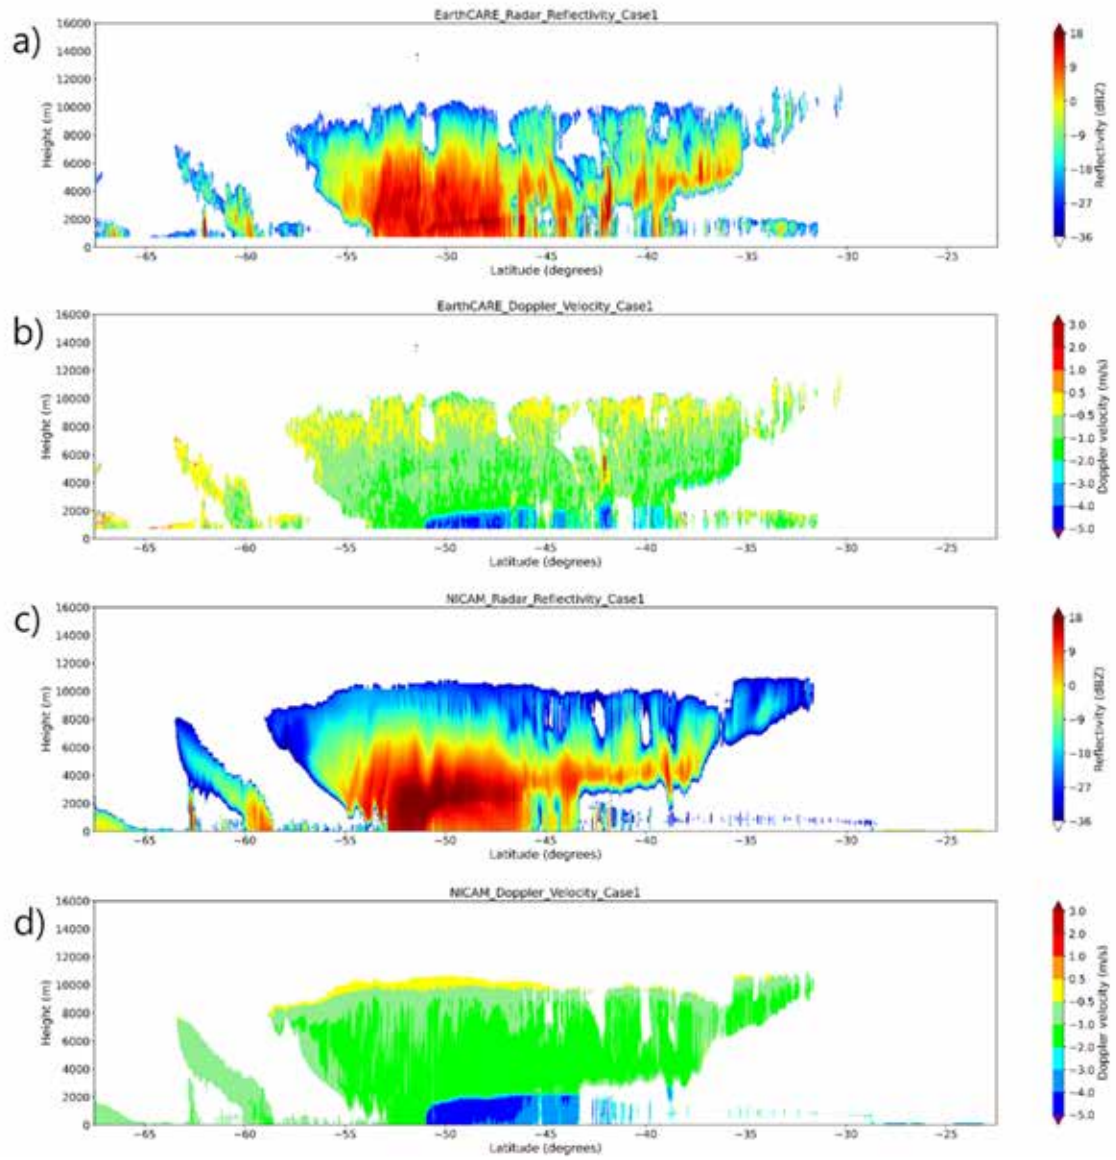 a)
EarthCARE_Radar_Reflectivity_Case1
16000
14000
12000
10000
8000
6000
4000
2000
0
Height (m)
−65 −60 −55 −50 −45 −40 −35 −30 −25
Latitude (degrees)
18
9
0
−9
−18
−27
−36
Reflectivity (dBZ)
b)
EarthCARE_Doppler_Velocity_Case1
16000
14000
12000
10000
8000
6000
4000
2000
0
Height (m)
−65 −60 −55 −50 −45 −40 −35 −30 −25
Latitude (degrees)
3.0
2.0
1.0
0.5
−0.5
−1.0
−2.0
−3.0
−4.0
−5.0
Doppler velocity (m/s)
c)
NICAM_Radar_Reflectivity_Case1
16000
14000
12000
10000
8000
6000
4000
2000
0
Height (m)
−65 −60 −55 −50 −45 −40 −35 −30 −25
Latitude (degrees)
18
9
0
−9
−18
−27
−36
Reflectivity (dBZ)
d)
NICAM_Doppler_Velocity_Case1
16000
14000
12000
10000
8000
6000
4000
2000
0
Height (m)
−65 −60 −55 −50 −45 −40 −35 −30 −25
Latitude (degrees)
3.0
2.0
1.0
0.5
−0.5
−1.0
−2.0
−3.0
−4.0
−5.0
Doppler velocity (m/s)